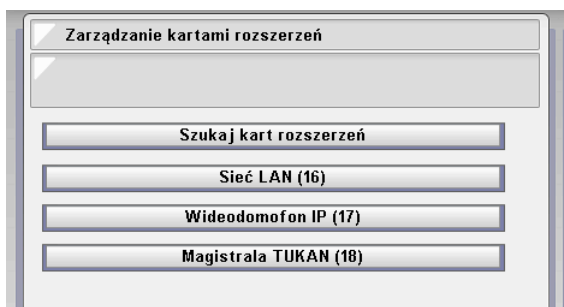 Zarządzanie kartami rozszerzeń
Szukaj kart rozszerzeń
Sieć LAN (16)
Wideodomofon IP (17)
Magistrala TUKAN (18)